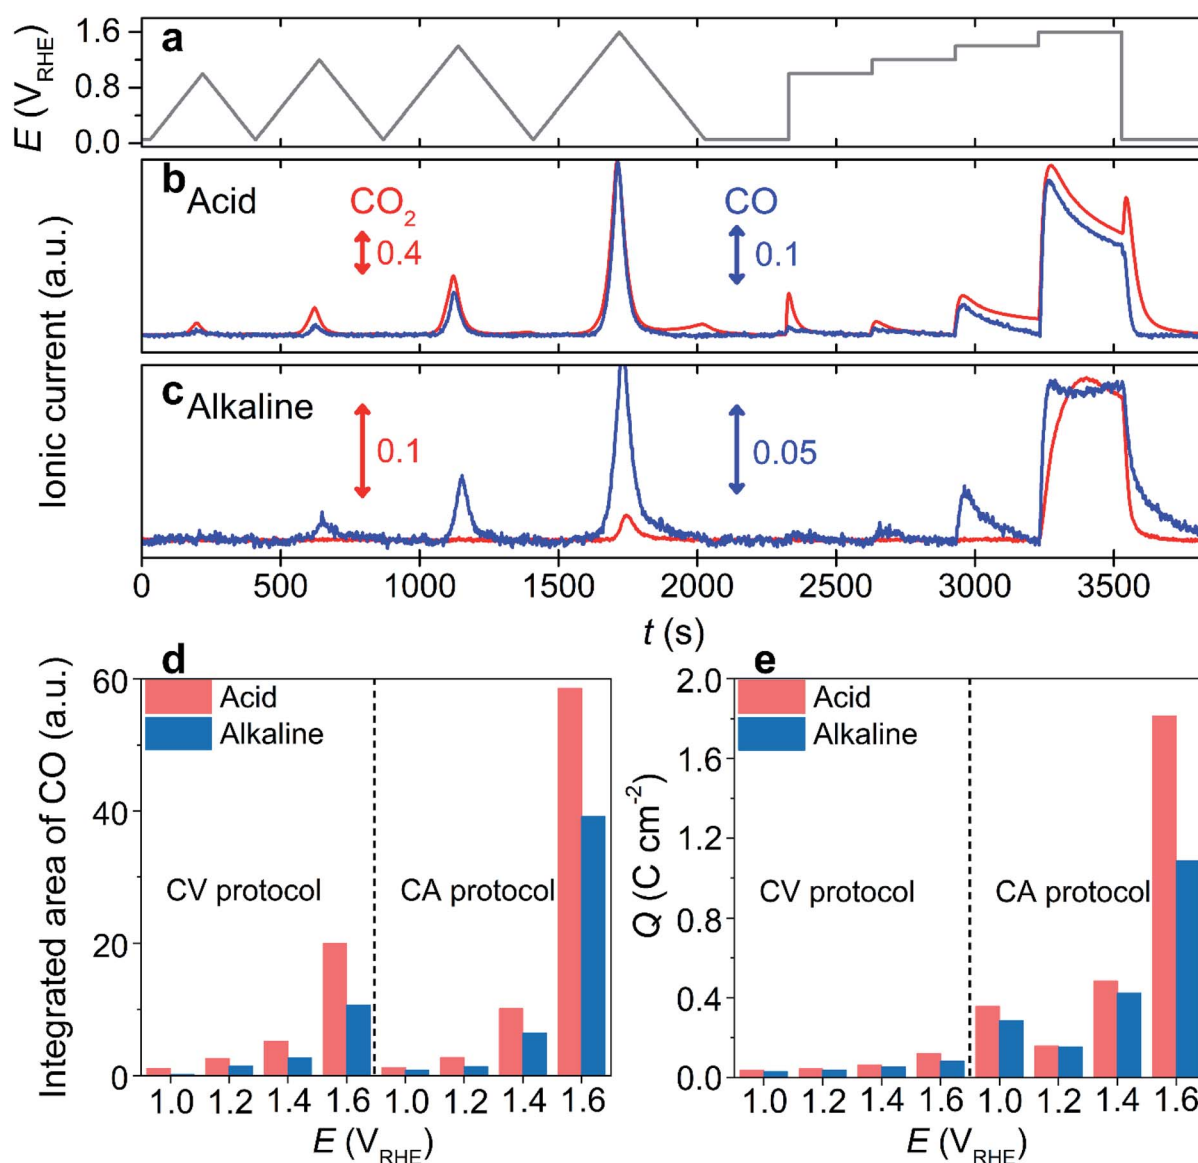 a
E (V_RHE)
1.6
0.8
0.0
b
Acid
CO₂
0.4
CO
0.1
c
Alkaline
0.1
0.05
Ionic current (a.u.)
0 500 1000 1500 2000 2500 3000 3500
t (s)
d
Integrated area of CO (a.u.)
60
40
20
0
Acid
Alkaline
CV protocol
CA protocol
1.0 1.2 1.4 1.6 1.0 1.2 1.4 1.6
E (V_RHE)
e
Q (C cm⁻²)
2.0
1.6
1.2
0.8
0.4
0.0
Acid
Alkaline
CV protocol
CA protocol
1.0 1.2 1.4 1.6 1.0 1.2 1.4 1.6
E (V_RHE)